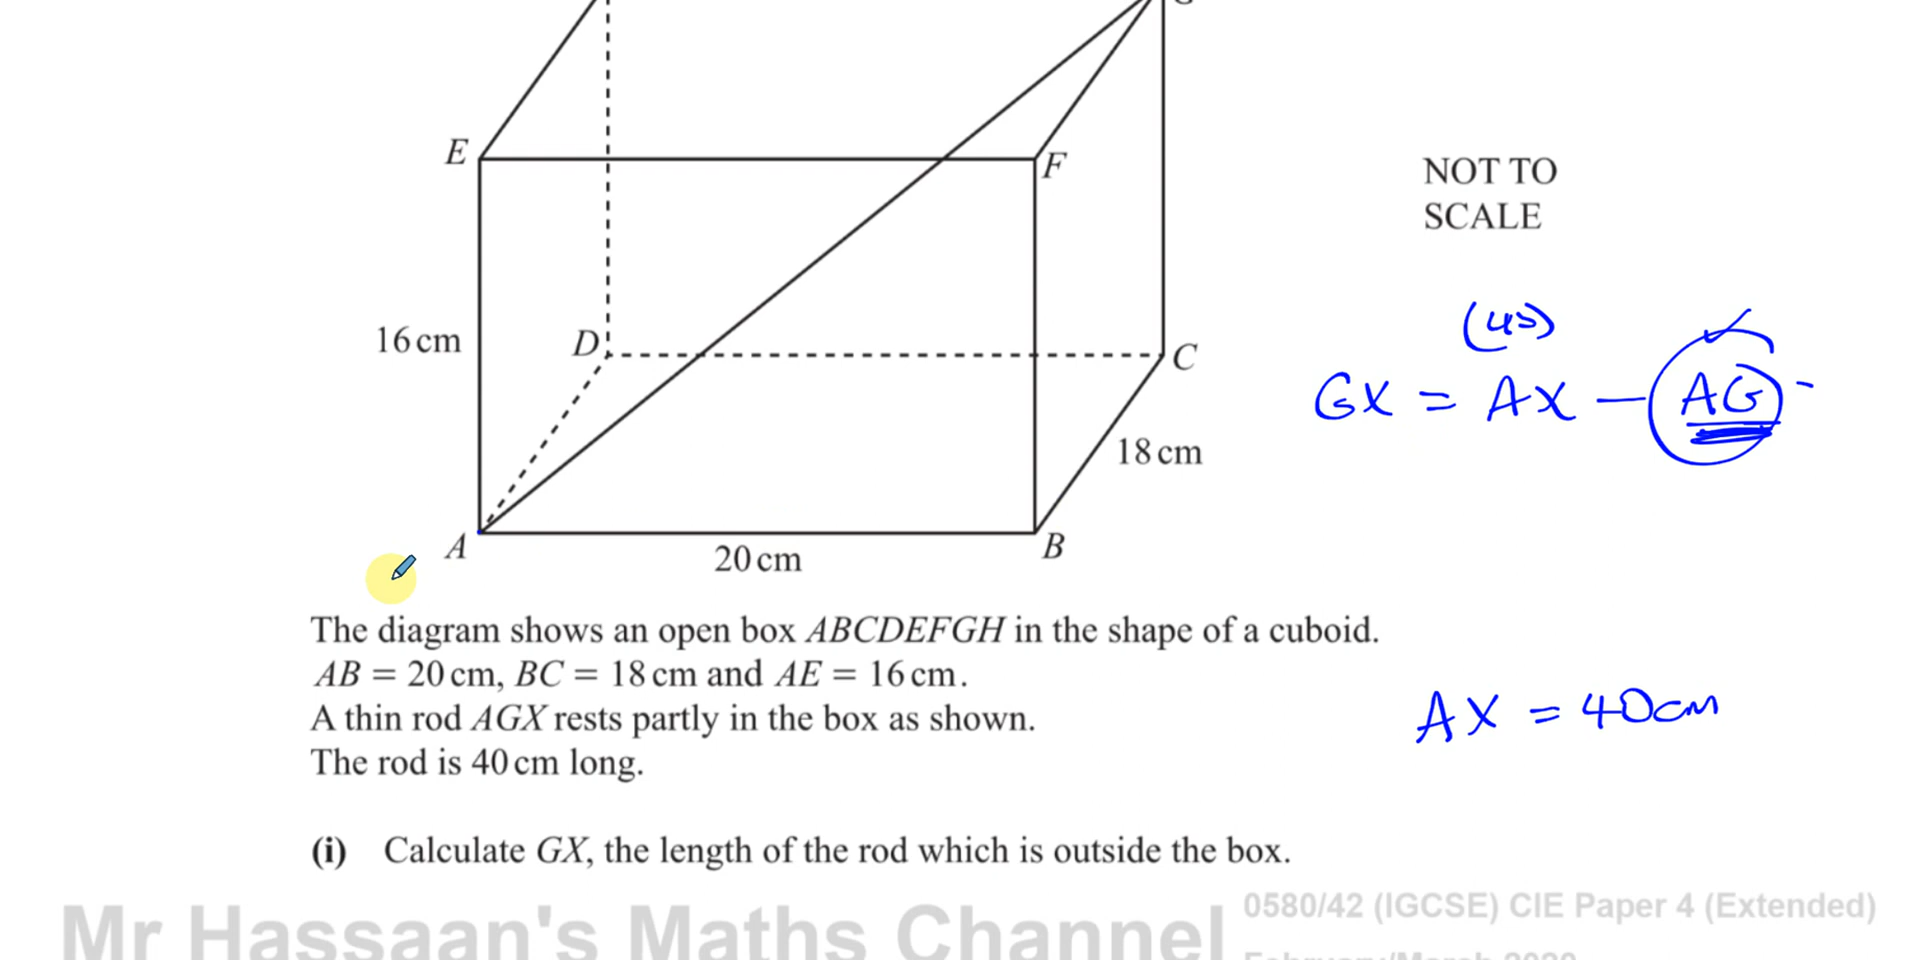 E
F
NOT TO
SCALE
16 cm
D
C
(40)
GX = AX - AG
18 cm
A
20 cm
B
The diagram shows an open box ABCDEFGH in the shape of a cuboid.
AB = 20 cm, BC = 18 cm and AE = 16 cm.
A thin rod AGX rests partly in the box as shown.
The rod is 40 cm long.
AX = 40cm
(i) Calculate GX, the length of the rod which is outside the box.
Mr Hassaan's Maths Channel
0580/42 (IGCSE) CIE Paper 4 (Extended)